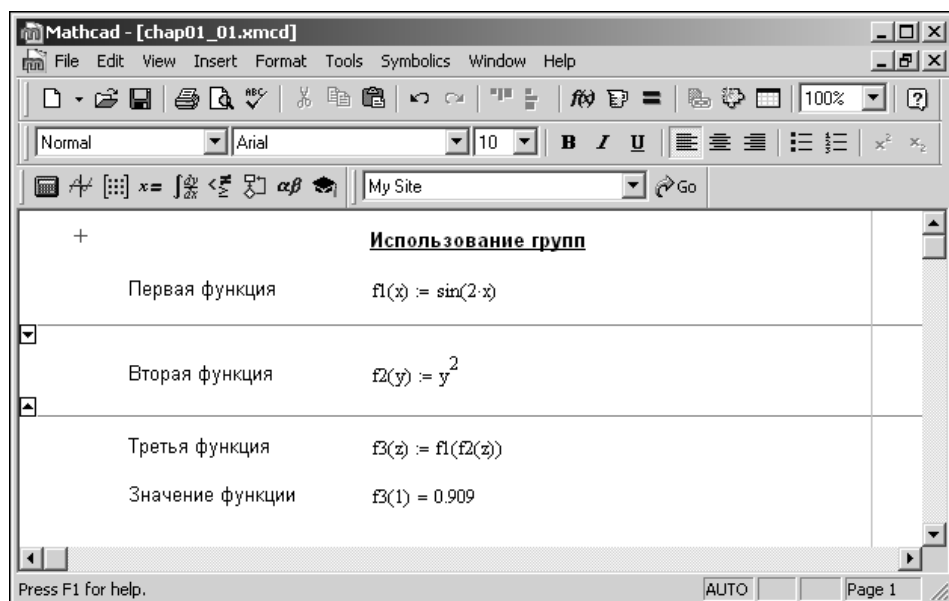 Mathcad - [chap01_01.xmcd]
File Edit View Insert Format Tools Symbolics Window Help
100%
Normal Arial 10 B I U
My Site Go
Использование групп
Первая функция f1(x) := sin(2·x)
Вторая функция f2(y) := y²
Третья функция f3(z) := f1(f2(z))
Значение функции f3(1) = 0.909
Press F1 for help. AUTO Page 1